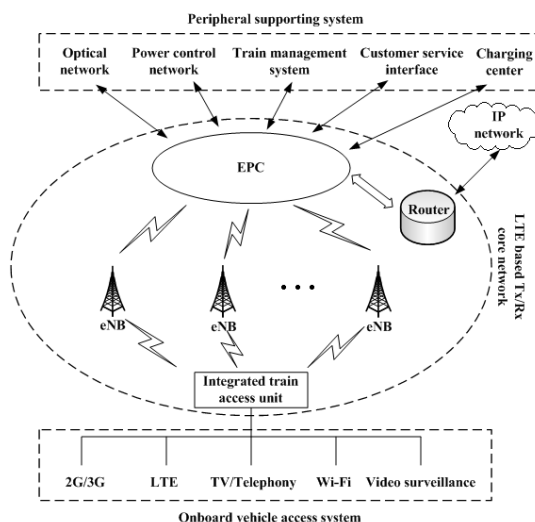 Peripheral supporting system
Optical network
Power control network
Train management system
Customer service interface
Charging center
IP network
EPC
Router
LTE based Tx/Rx core network
eNB
eNB
eNB
Integrated train access unit
2G/3G
LTE
TV/Telephony
Wi-Fi
Video surveillance
Onboard vehicle access system